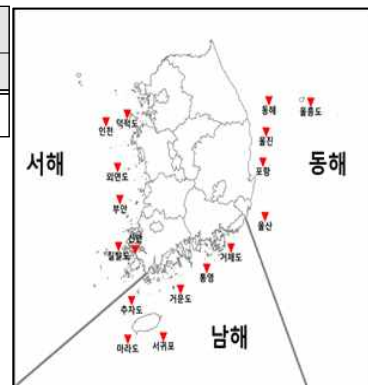 동해
울릉도
덕적도
인천
울진
서해
포항
동해
외연도
부안
울산
신안
칠발도
거제도
통영
거문도
추자도
남해
마라도
서귀포